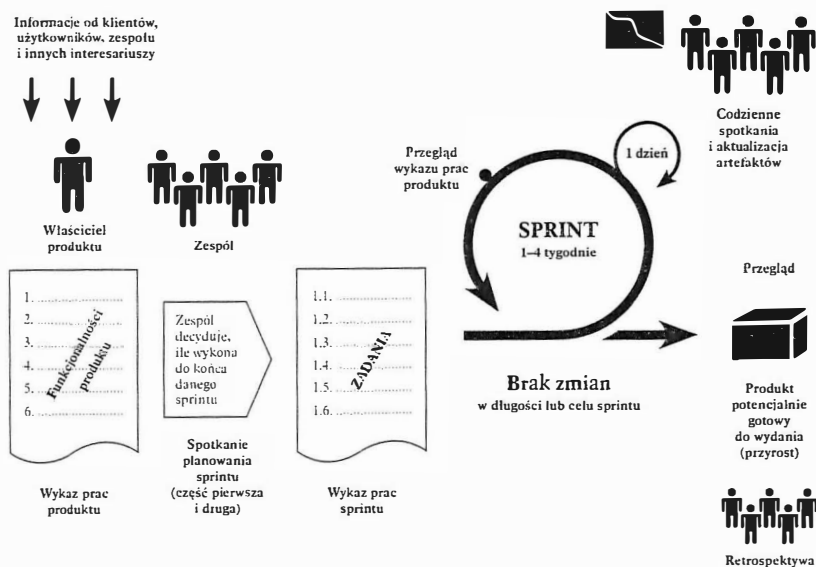 Informacje od klientów,
użytkowników, zespołu
i innych interesariuszy
Właściciel
produktu
Zespół
1.
2.
3.
4.
5.
6.
Funkcjonalności
produktu
Wykaz prac
produktu
Zespół
decyduje,
ile wykona
do końca
danego
sprintu
Spotkanie
planowania
sprintu
(część pierwsza
i druga)
1.1.
1.2
1.3.
1.4
1.5.
1.6.
ZADANIA
Wykaz prac
sprintu
Przegląd
wykazu prac
produktu
SPRINT
1–4 tygodnie
1 dzień
Brak zmian
w długości lub celu sprintu
Codzienne
spotkania
i aktualizacja
artefaktów
Przegląd
Produkt
potencjalnie
gotowy
do wydania
(przyrost)
Retrospektywa